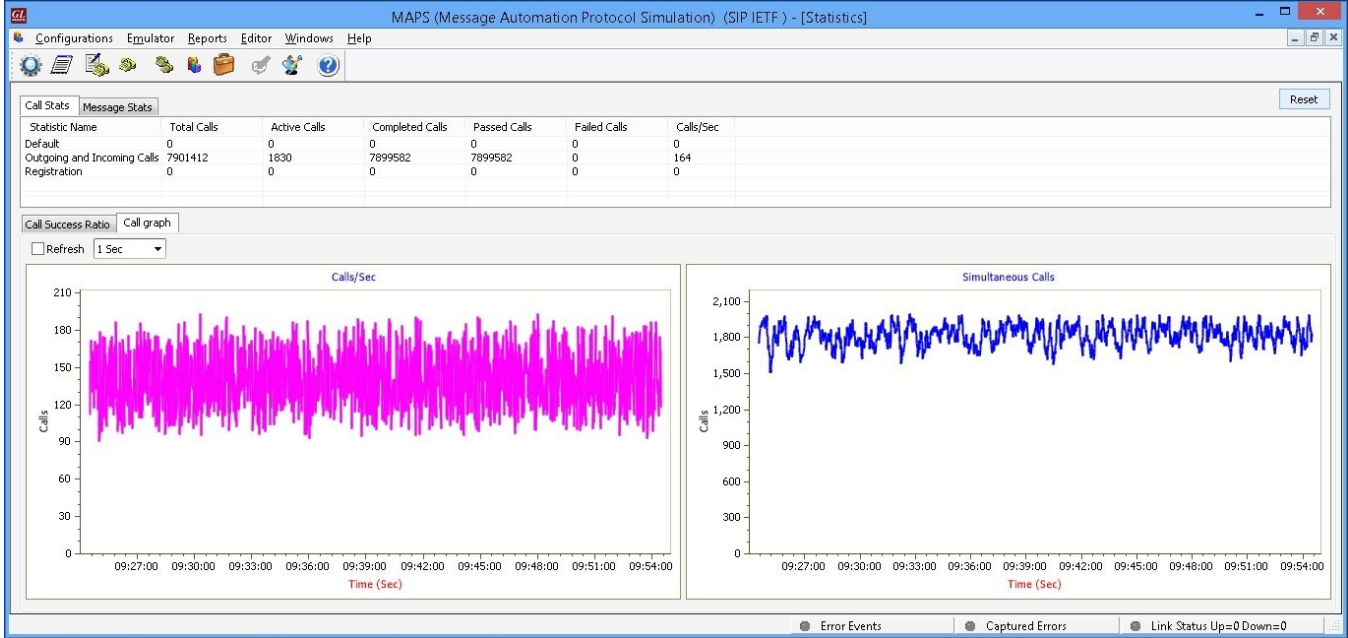 GL
MAPS (Message Automation Protocol Simulation) (SIP IETF ) - [Statistics]
Configurations Emulator Reports Editor Windows Help
Call Stats Message Stats Reset
Statistic Name Total Calls Active Calls Completed Calls Passed Calls Failed Calls Calls/Sec
Default 0 0 0 0 0 0
Outgoing and Incoming Calls 7901412 1830 7899582 7899582 0 164
Registration 0 0 0 0 0 0
Call Success Ratio Call graph
Refresh 1 Sec
Calls/Sec
210
180
150
120
90
60
30
0
Calls
09:27:00 09:30:00 09:33:00 09:36:00 09:39:00 09:42:00 09:45:00 09:48:00 09:51:00 09:54:00
Time (Sec)
Simultaneous Calls
2,100
1,800
1,500
1,200
900
600
300
0
Calls
09:27:00 09:30:00 09:33:00 09:36:00 09:39:00 09:42:00 09:45:00 09:48:00 09:51:00 09:54:00
Time (Sec)
Error Events Captured Errors Link Status Up=0 Down=0